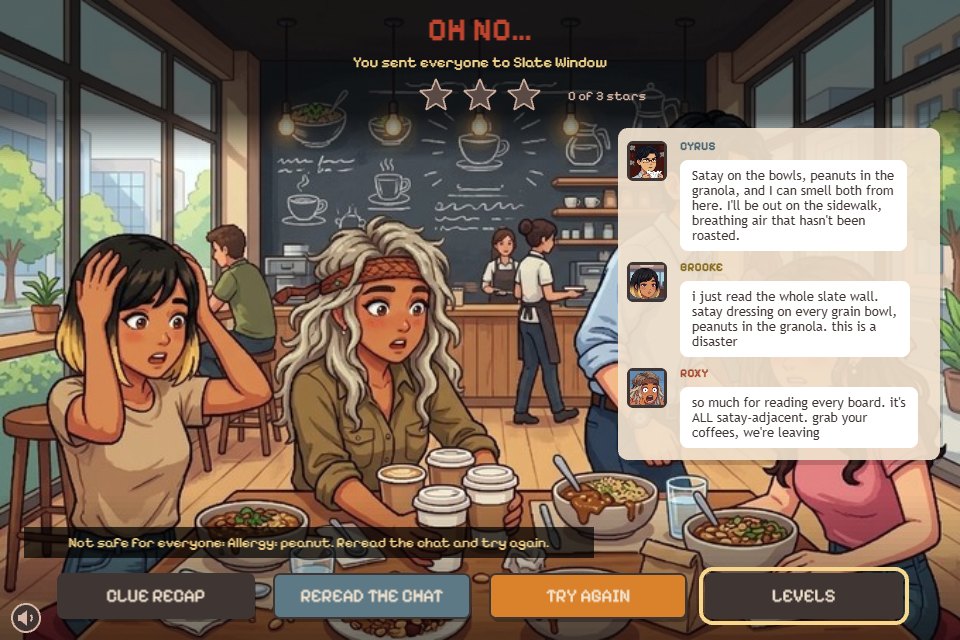 OH NO...
You sent everyone to Slate Window
0 of 3 stars
CYRUS
Satay on the bowls, peanuts in the
granola, and I can smell both from
here. I'll be out on the sidewalk,
breathing air that hasn't been
roasted.
BROOKE
i just read the whole slate wall.
satay dressing on every grain bowl,
peanuts in the granola. this is a
disaster
ROXY
so much for reading every board. it's
ALL satay-adjacent. grab your
coffees, we're leaving
Not safe for everyone: Allergy: peanut. Reread the chat and try again.
CLUE RECAP
REREAD THE CHAT
TRY AGAIN
LEVELS